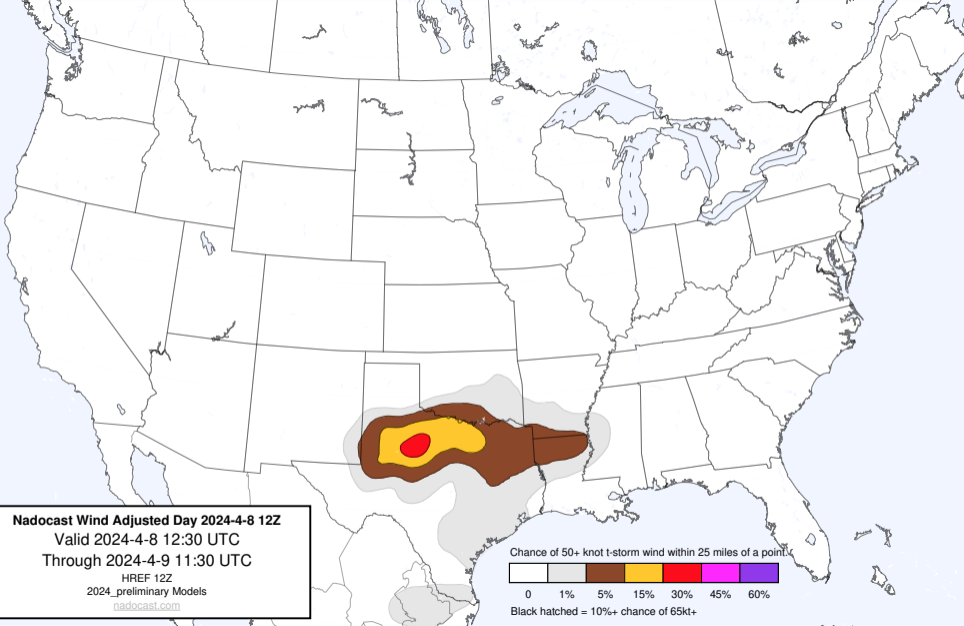 Nadocast Wind Adjusted Day 2024-4-8 12Z
Valid 2024-4-8 12:30 UTC
Through 2024-4-9 11:30 UTC
HREF 12Z
2024_preliminary Models
nadocast.com
Chance of 50+ knot t-storm wind within 25 miles of a point.
0 1% 5% 15% 30% 45% 60%
Black hatched = 10%+ chance of 65kt+